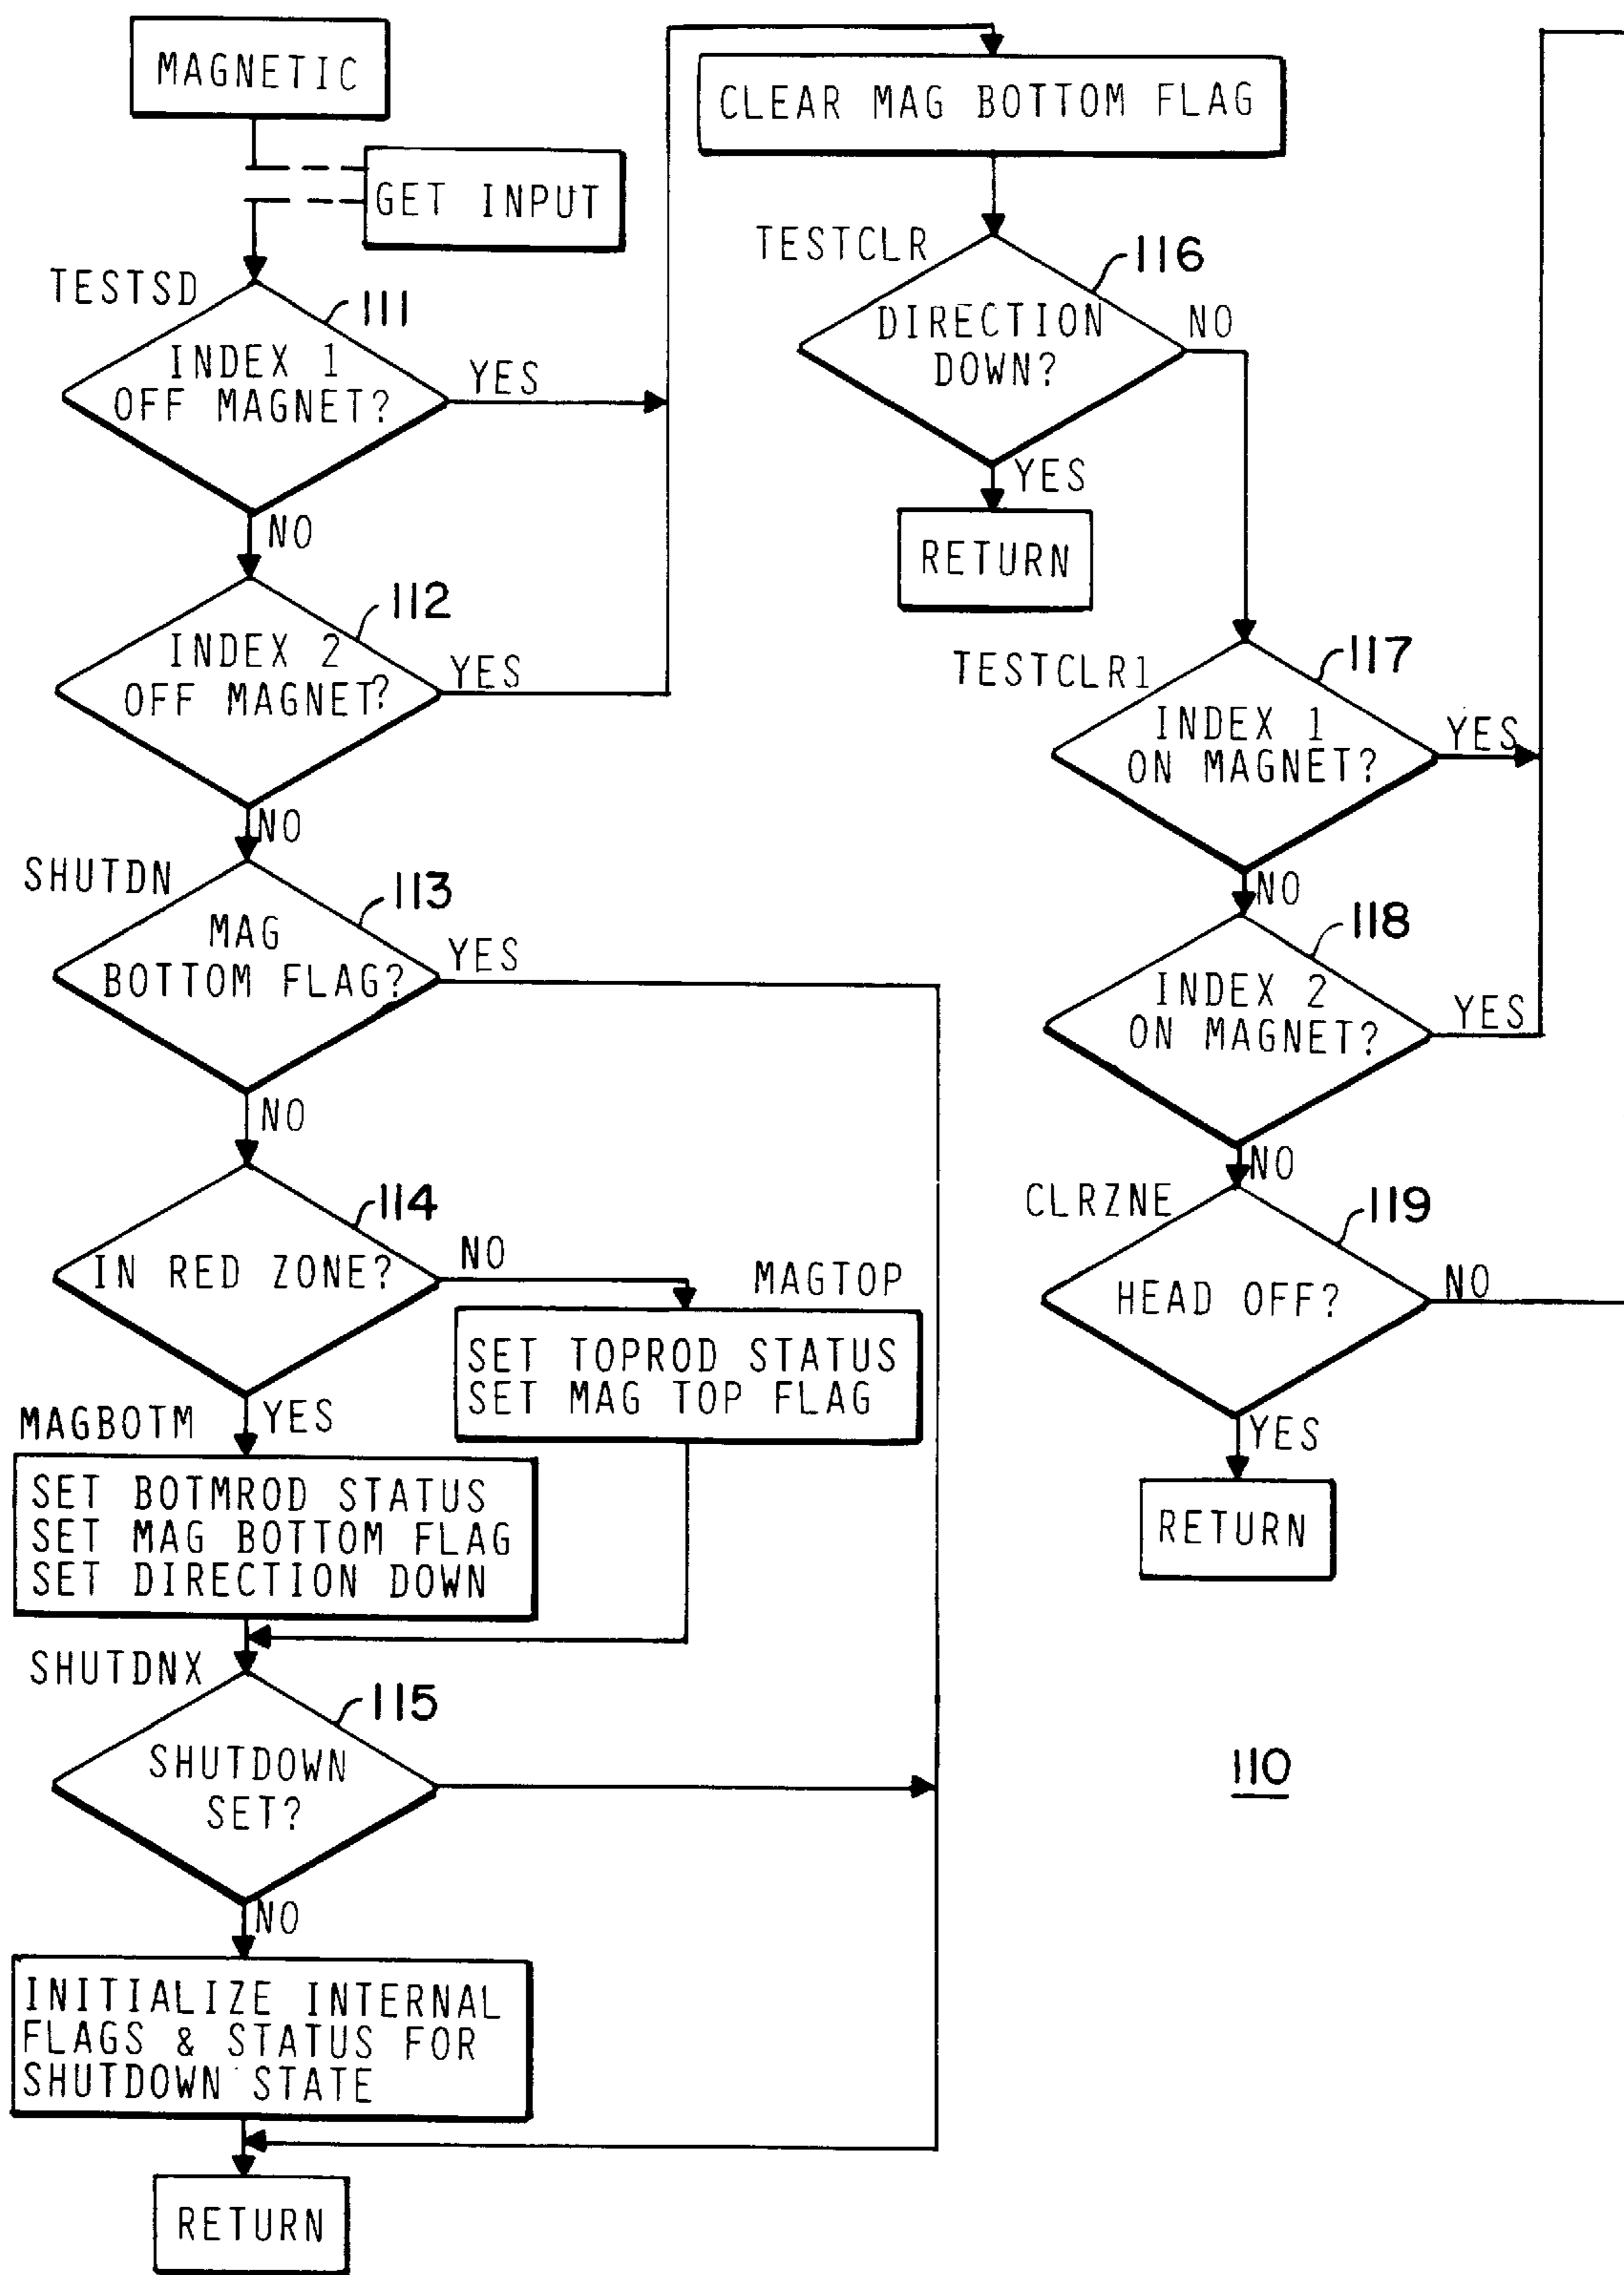 MAGNETIC
GET INPUT
TESTSD
111
INDEX 1
OFF MAGNET?
YES
NO
112
INDEX 2
OFF MAGNET?
YES
NO
SHUTDN
113
MAG
BOTTOM FLAG?
YES
NO
114
IN RED ZONE?
NO
MAGTOP
SET TOPROD STATUS
SET MAG TOP FLAG
YES
MAGBOTM
SET BOTMROD STATUS
SET MAG BOTTOM FLAG
SET DIRECTION DOWN
SHUTDNX
115
SHUTDOWN
SET?
NO
INITIALIZE INTERNAL
FLAGS & STATUS FOR
SHUTDOWN STATE
RETURN
CLEAR MAG BOTTOM FLAG
TESTCLR
116
DIRECTION
DOWN?
NO
YES
RETURN
TESTCLR1
117
INDEX 1
ON MAGNET?
YES
NO
118
INDEX 2
ON MAGNET?
YES
NO
CLRZNE
119
HEAD OFF?
NO
YES
RETURN
110